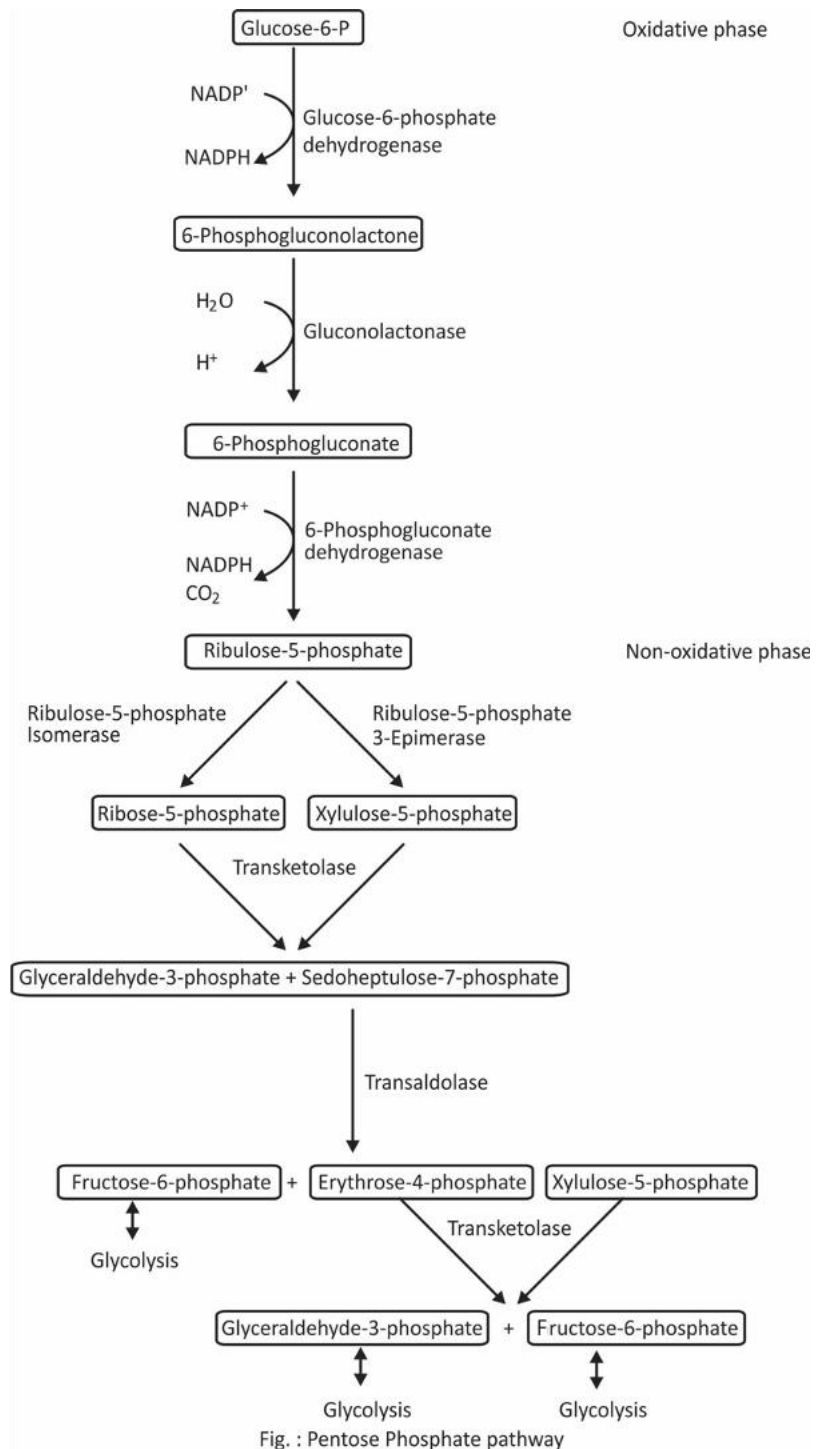 Glucose-6-P
Oxidative phase
NADP'
Glucose-6-phosphate
dehydrogenase
NADPH
6-Phosphogluconolactone
H₂O
Gluconolactonase
H⁺
6-Phosphogluconate
NADP⁺
6-Phosphogluconate
dehydrogenase
NADPH
CO₂
Ribulose-5-phosphate
Non-oxidative phase
Ribulose-5-phosphate
Isomerase
Ribulose-5-phosphate
3-Epimerase
Ribose-5-phosphate
Xylulose-5-phosphate
Transketolase
Glyceraldehyde-3-phosphate + Sedoheptulose-7-phosphate
Transaldolase
Fructose-6-phosphate + Erythrose-4-phosphate
Xylulose-5-phosphate
Transketolase
Glycolysis
Glyceraldehyde-3-phosphate + Fructose-6-phosphate
Glycolysis
Glycolysis
Fig. : Pentose Phosphate pathway